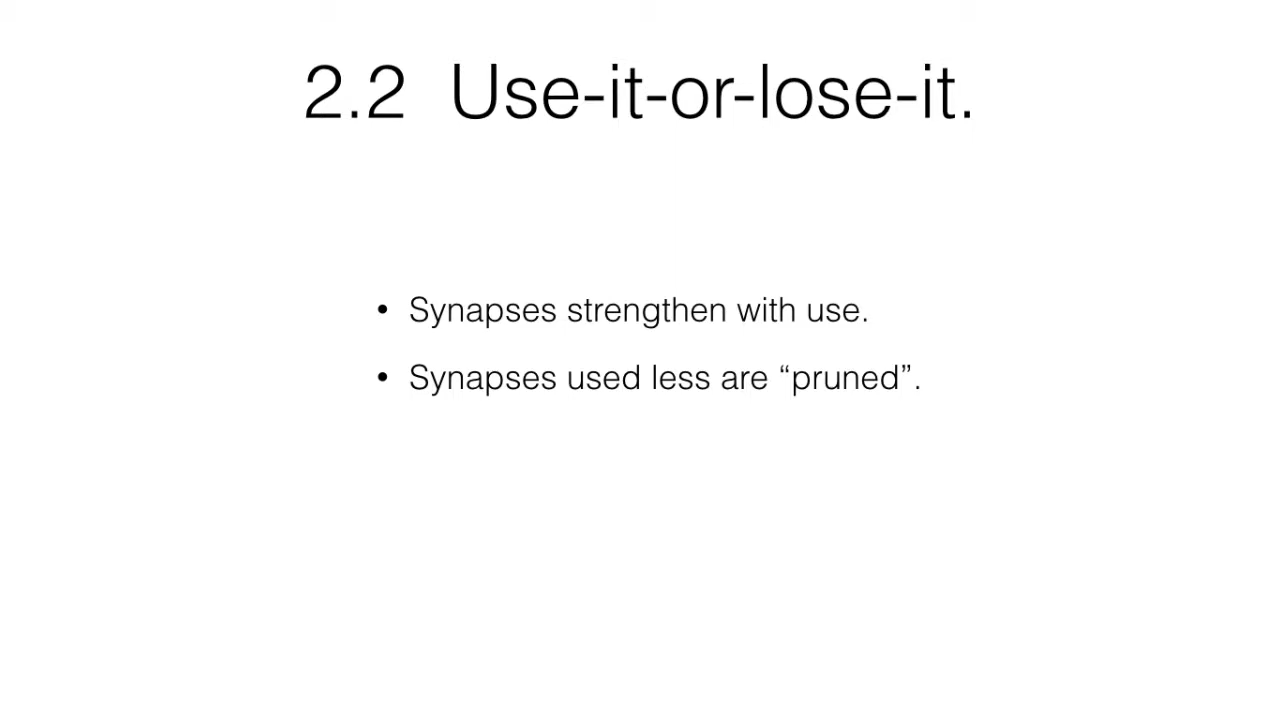 2.2 Use-it-or-lose-it.
• Synapses strengthen with use.
• Synapses used less are “pruned”.